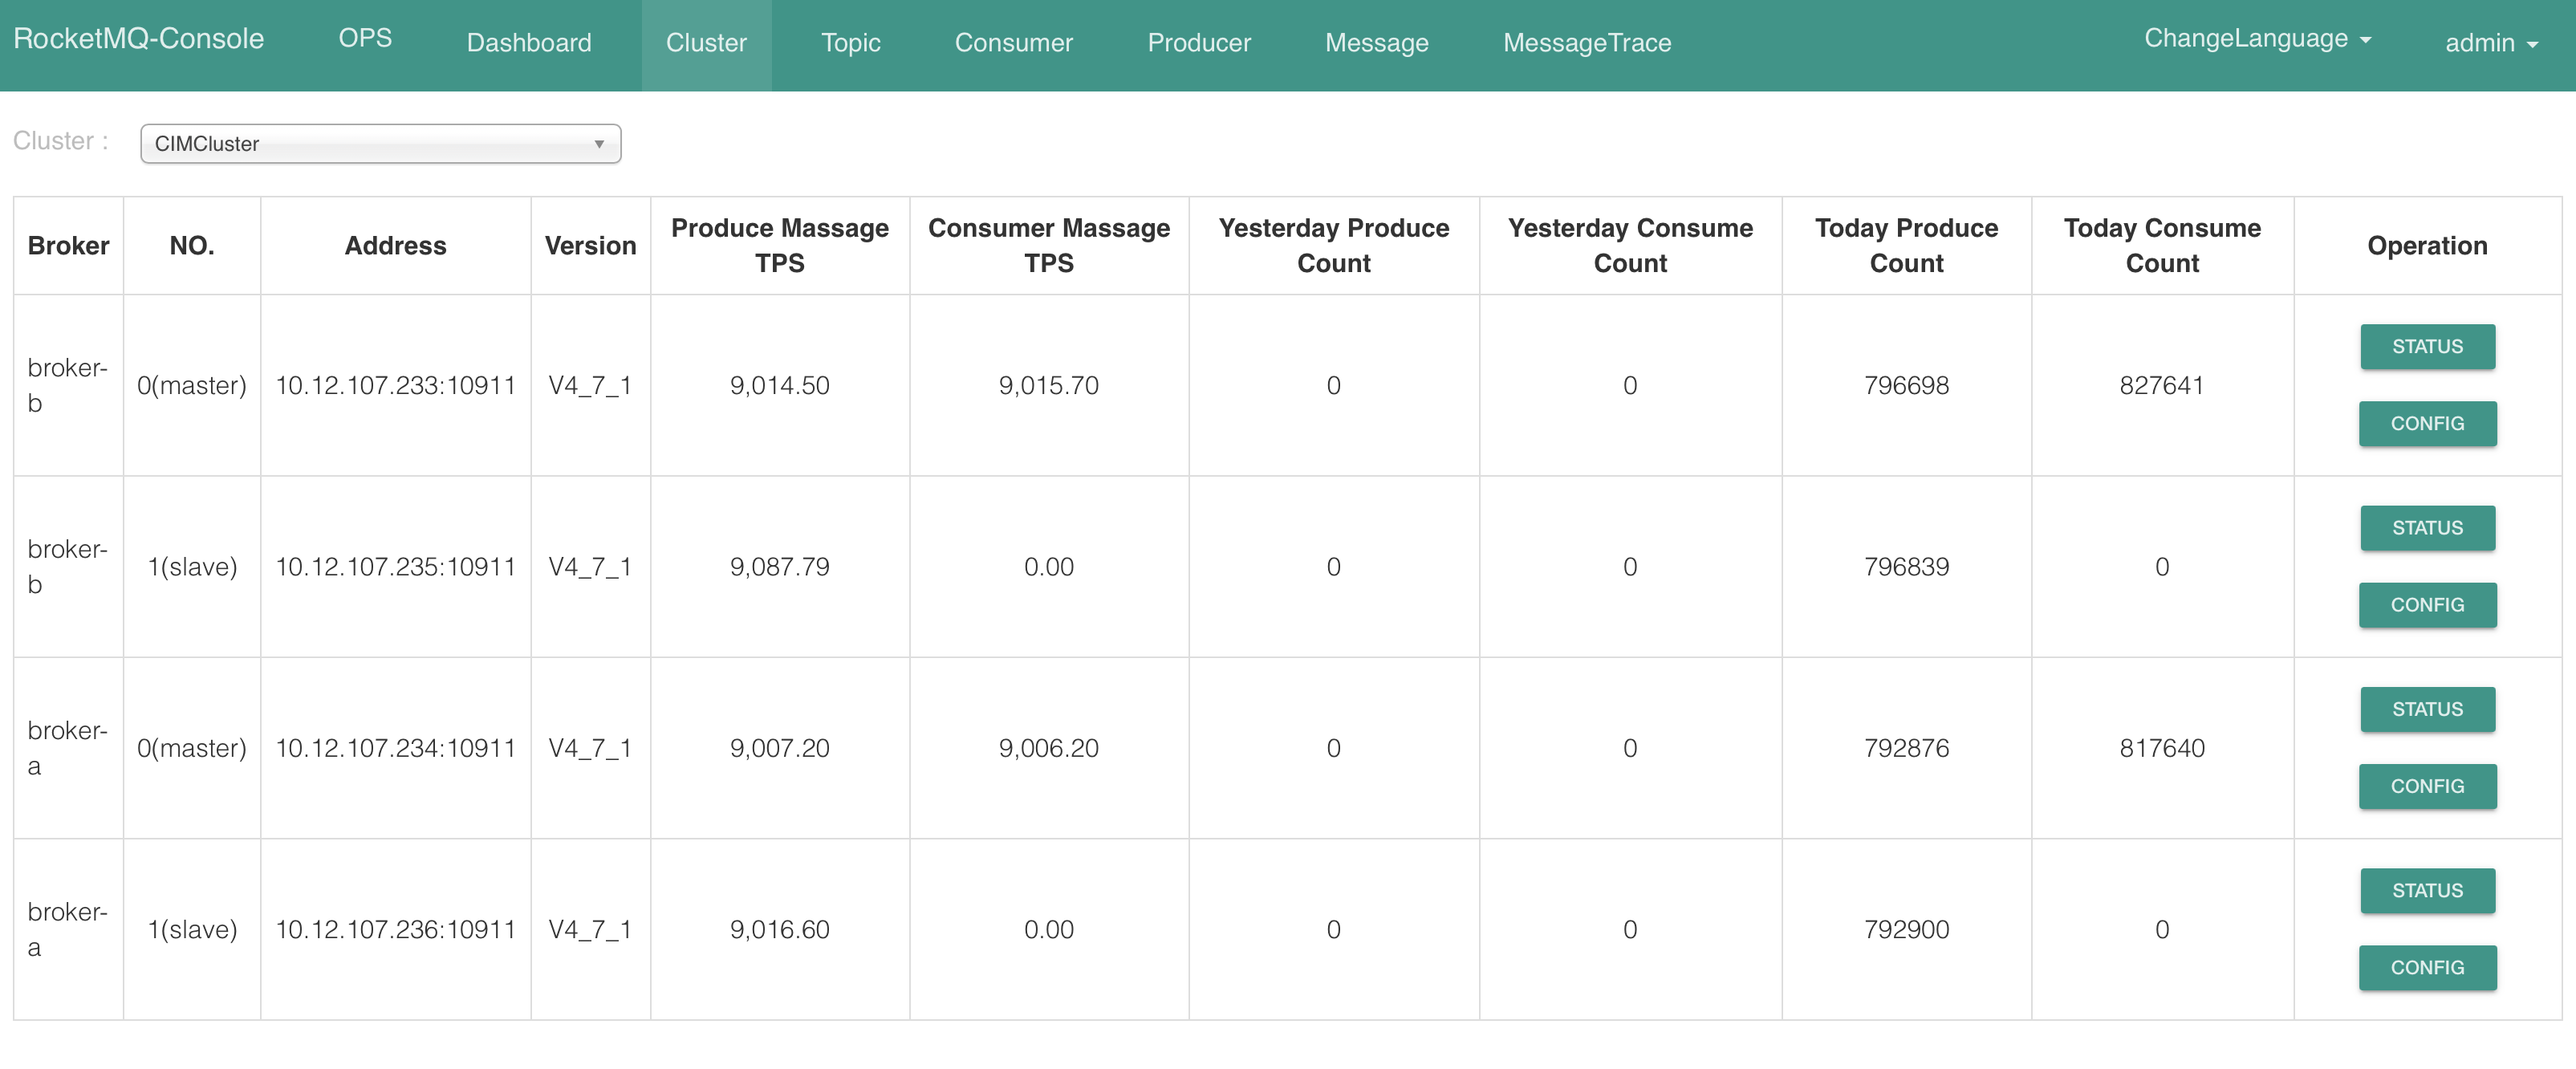 RocketMQ-Console OPS Dashboard Cluster Topic Consumer Producer Message MessageTrace ChangeLanguage admin
Cluster : CIMCluster
Broker NO. Address Version Produce Massage TPS Consumer Massage TPS Yesterday Produce Count Yesterday Consume Count Today Produce Count Today Consume Count Operation
broker-b 0(master) 10.12.107.233:10911 V4_7_1 9,014.50 9,015.70 0 0 796698 827641 STATUS CONFIG
broker-b 1(slave) 10.12.107.235:10911 V4_7_1 9,087.79 0.00 0 0 796839 0 STATUS CONFIG
broker-a 0(master) 10.12.107.234:10911 V4_7_1 9,007.20 9,006.20 0 0 792876 817640 STATUS CONFIG
broker-a 1(slave) 10.12.107.236:10911 V4_7_1 9,016.60 0.00 0 0 792900 0 STATUS CONFIG